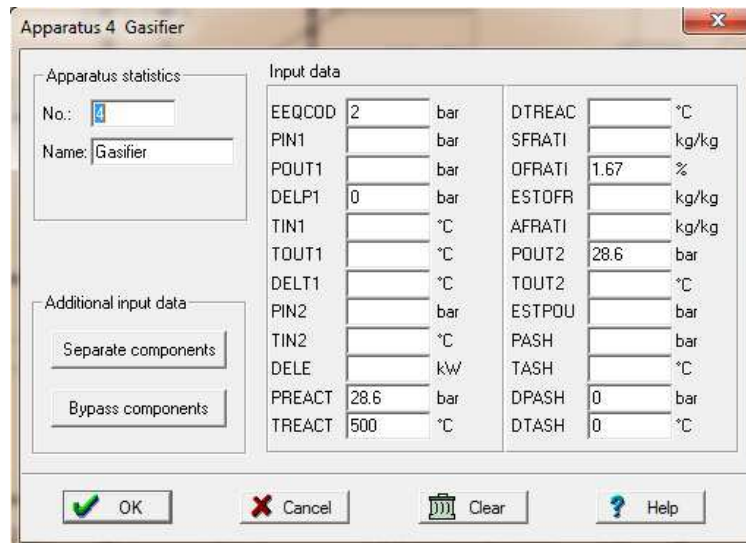 Apparatus 4 Gasifier
x
Apparatus statistics
No.: 4
Name: Gasifier
Additional input data
Separate components
Bypass components
Input data
EEQCOD 2 bar
PIN1 bar
POUT1 bar
DELP1 0 bar
TIN1 °C
TOUT1 °C
DELT1 °C
PIN2 bar
TIN2 °C
DELE kW
PREACT 28.6 bar
TREACT 500 °C
DTREAC °C
SFRATI kg/kg
OFRATI 1.67 %
ESTOFR kg/kg
AFRATI kg/kg
POUT2 28.6 bar
TOUT2 °C
ESTPOU bar
PASH bar
TASH °C
DPASH 0 bar
DTASH 0 °C
OK Cancel Clear Help